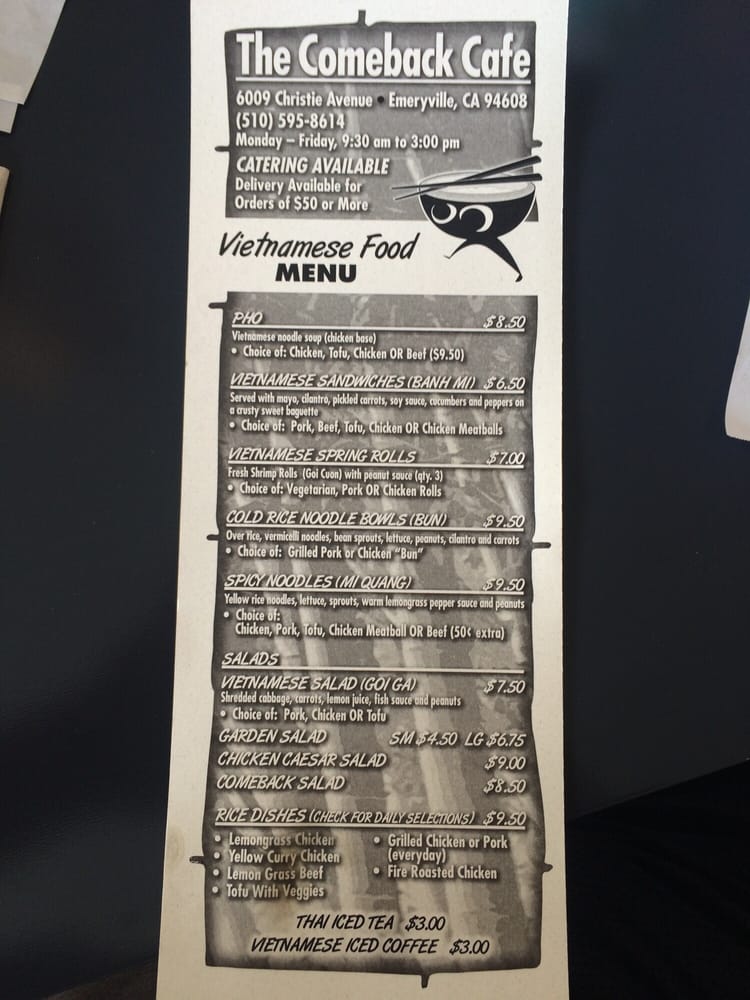 The Comeback Cafe
6009 Christie Avenue • Emeryville, CA 94608
(510) 595-8614
Monday – Friday, 9:30 am to 3:00 pm
CATERING AVAILABLE
Delivery Available for
Orders of $50 or More
Vietnamese Food
MENU
PHO $8.50
Vietnamese noodle soup (chicken base)
• Choice of: Chicken, Tofu, Chicken OR Beef ($9.50)
VIETNAMESE SANDWICHES (BANH MI) $6.50
Served with mayo, cilantro, pickled carrots, soy sauce, cucumbers and peppers on
a crusty sweet baguette
• Choice of: Pork, Beef, Tofu, Chicken OR Chicken Meatballs
VIETNAMESE SPRING ROLLS $7.00
Fresh Shrimp Rolls (Goi Cuon) with peanut sauce (qty. 3)
• Choice of: Vegetarian, Pork OR Chicken Rolls
COLD RICE NOODLE BOWLS (BUN) $9.50
Over rice, vermicelli noodles, bean sprouts, lettuce, peanuts, cilantro and carrots
• Choice of: Grilled Pork or Chicken "Bun"
SPICY NOODLES (MI QUANG) $9.50
Yellow rice noodles, lettuce, sprouts, warm lemongrass pepper sauce and peanuts
• Choice of:
Chicken, Pork, Tofu, Chicken Meatball OR Beef (50¢ extra)
SALADS
VIETNAMESE SALAD (GOI GA) $7.50
Shredded cabbage, carrots, lemon juice, fish sauce and peanuts
• Choice of: Pork, Chicken OR Tofu
GARDEN SALAD SM $4.50 LG $6.75
CHICKEN CAESAR SALAD $9.00
COMEBACK SALAD $8.50
RICE DISHES (CHECK FOR DAILY SELECTIONS) $9.50
• Lemongrass Chicken
• Yellow Curry Chicken
• Lemon Grass Beef
• Tofu With Veggies
• Grilled Chicken or Pork
(everyday)
• Fire Roasted Chicken
THAI ICED TEA $3.00
VIETNAMESE ICED COFFEE $3.00